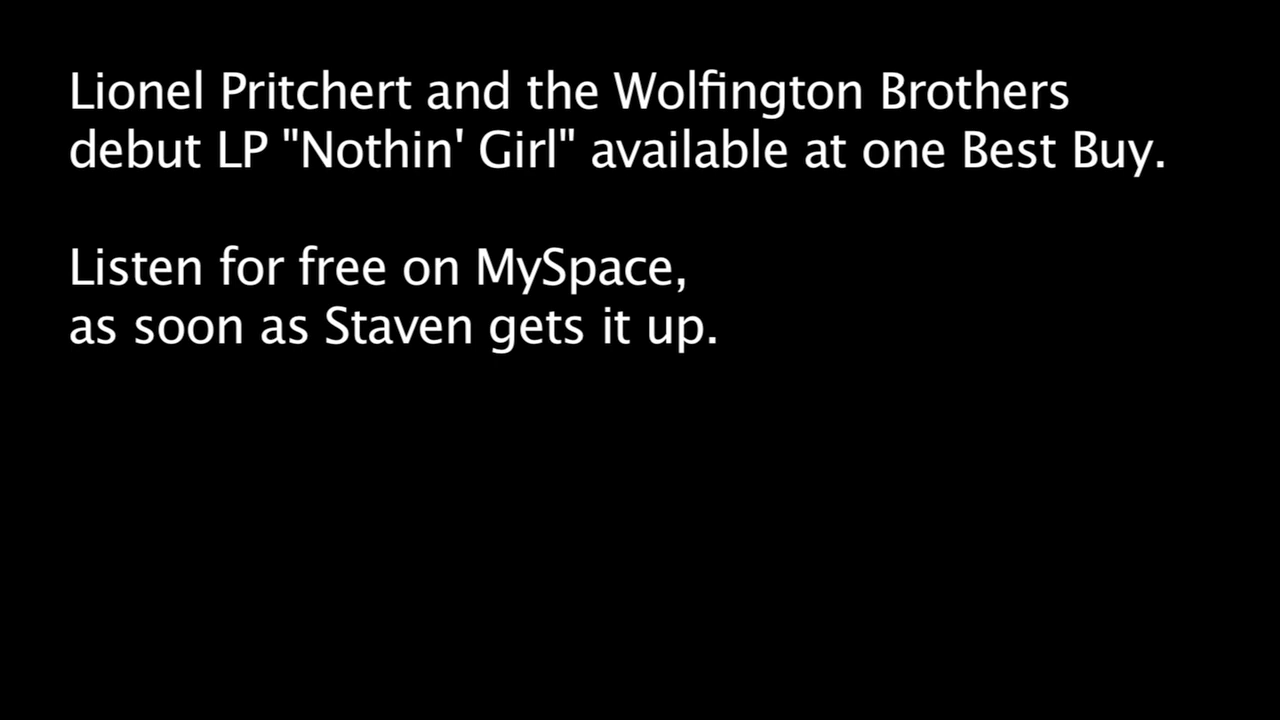 Lionel Pritchert and the Wolfington Brothers
debut LP "Nothin' Girl" available at one Best Buy.
Listen for free on MySpace,
as soon as Staven gets it up.